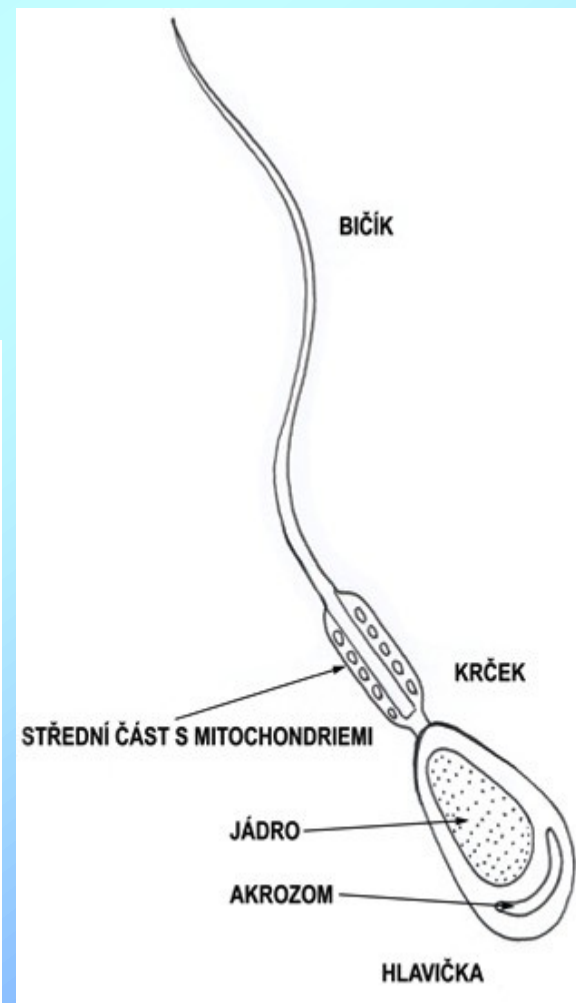 BIČÍK
KRČEK
STŘEDNÍ ČÁST S MITOCHONDRIEMI
JÁDRO
AKROZOM
HLAVIČKA